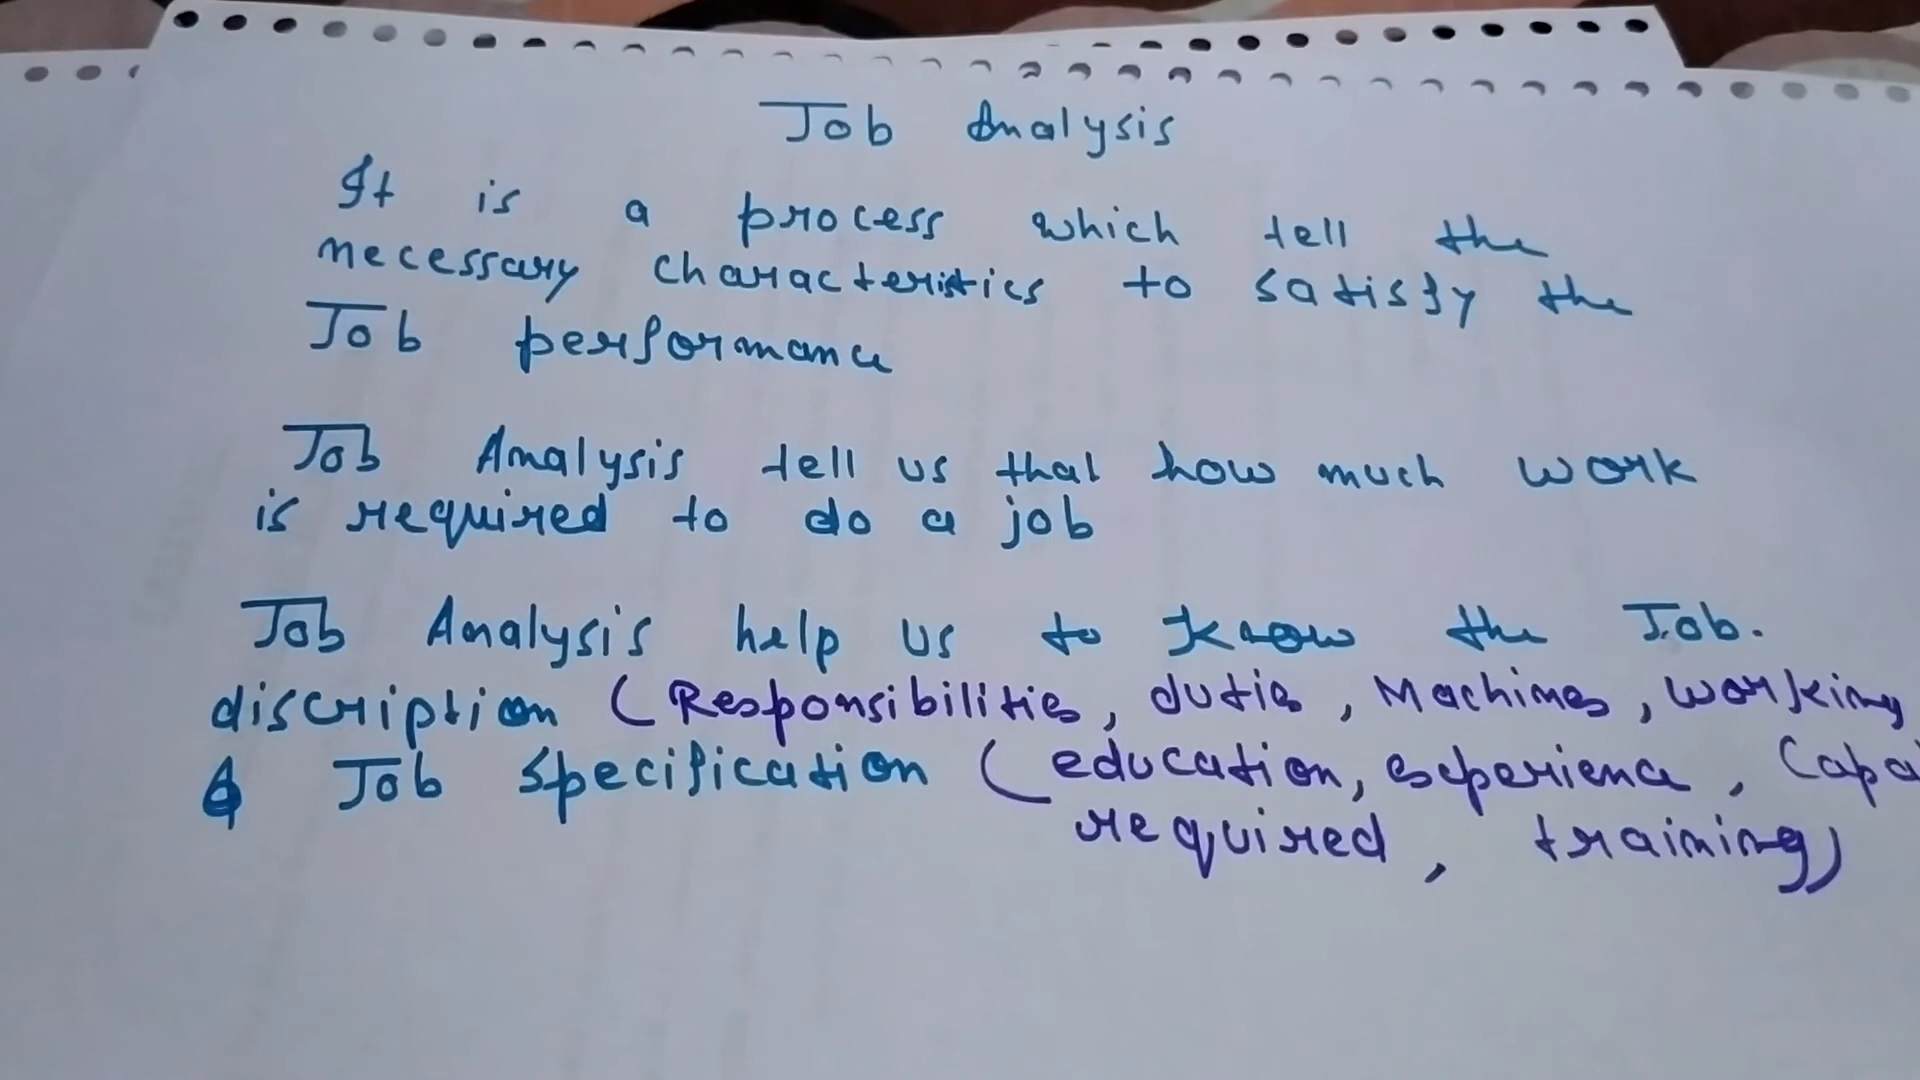 Job Analysis
It is a process which tell the
necessary characteristics to satisfy the
Job performance
Job Analysis tell us that how much work
is required to do a job
Job Analysis help us to know the Job.
discription (Responsibilities, duties, Machines, working
& Job Specification (education, experience, Capa
required, training)